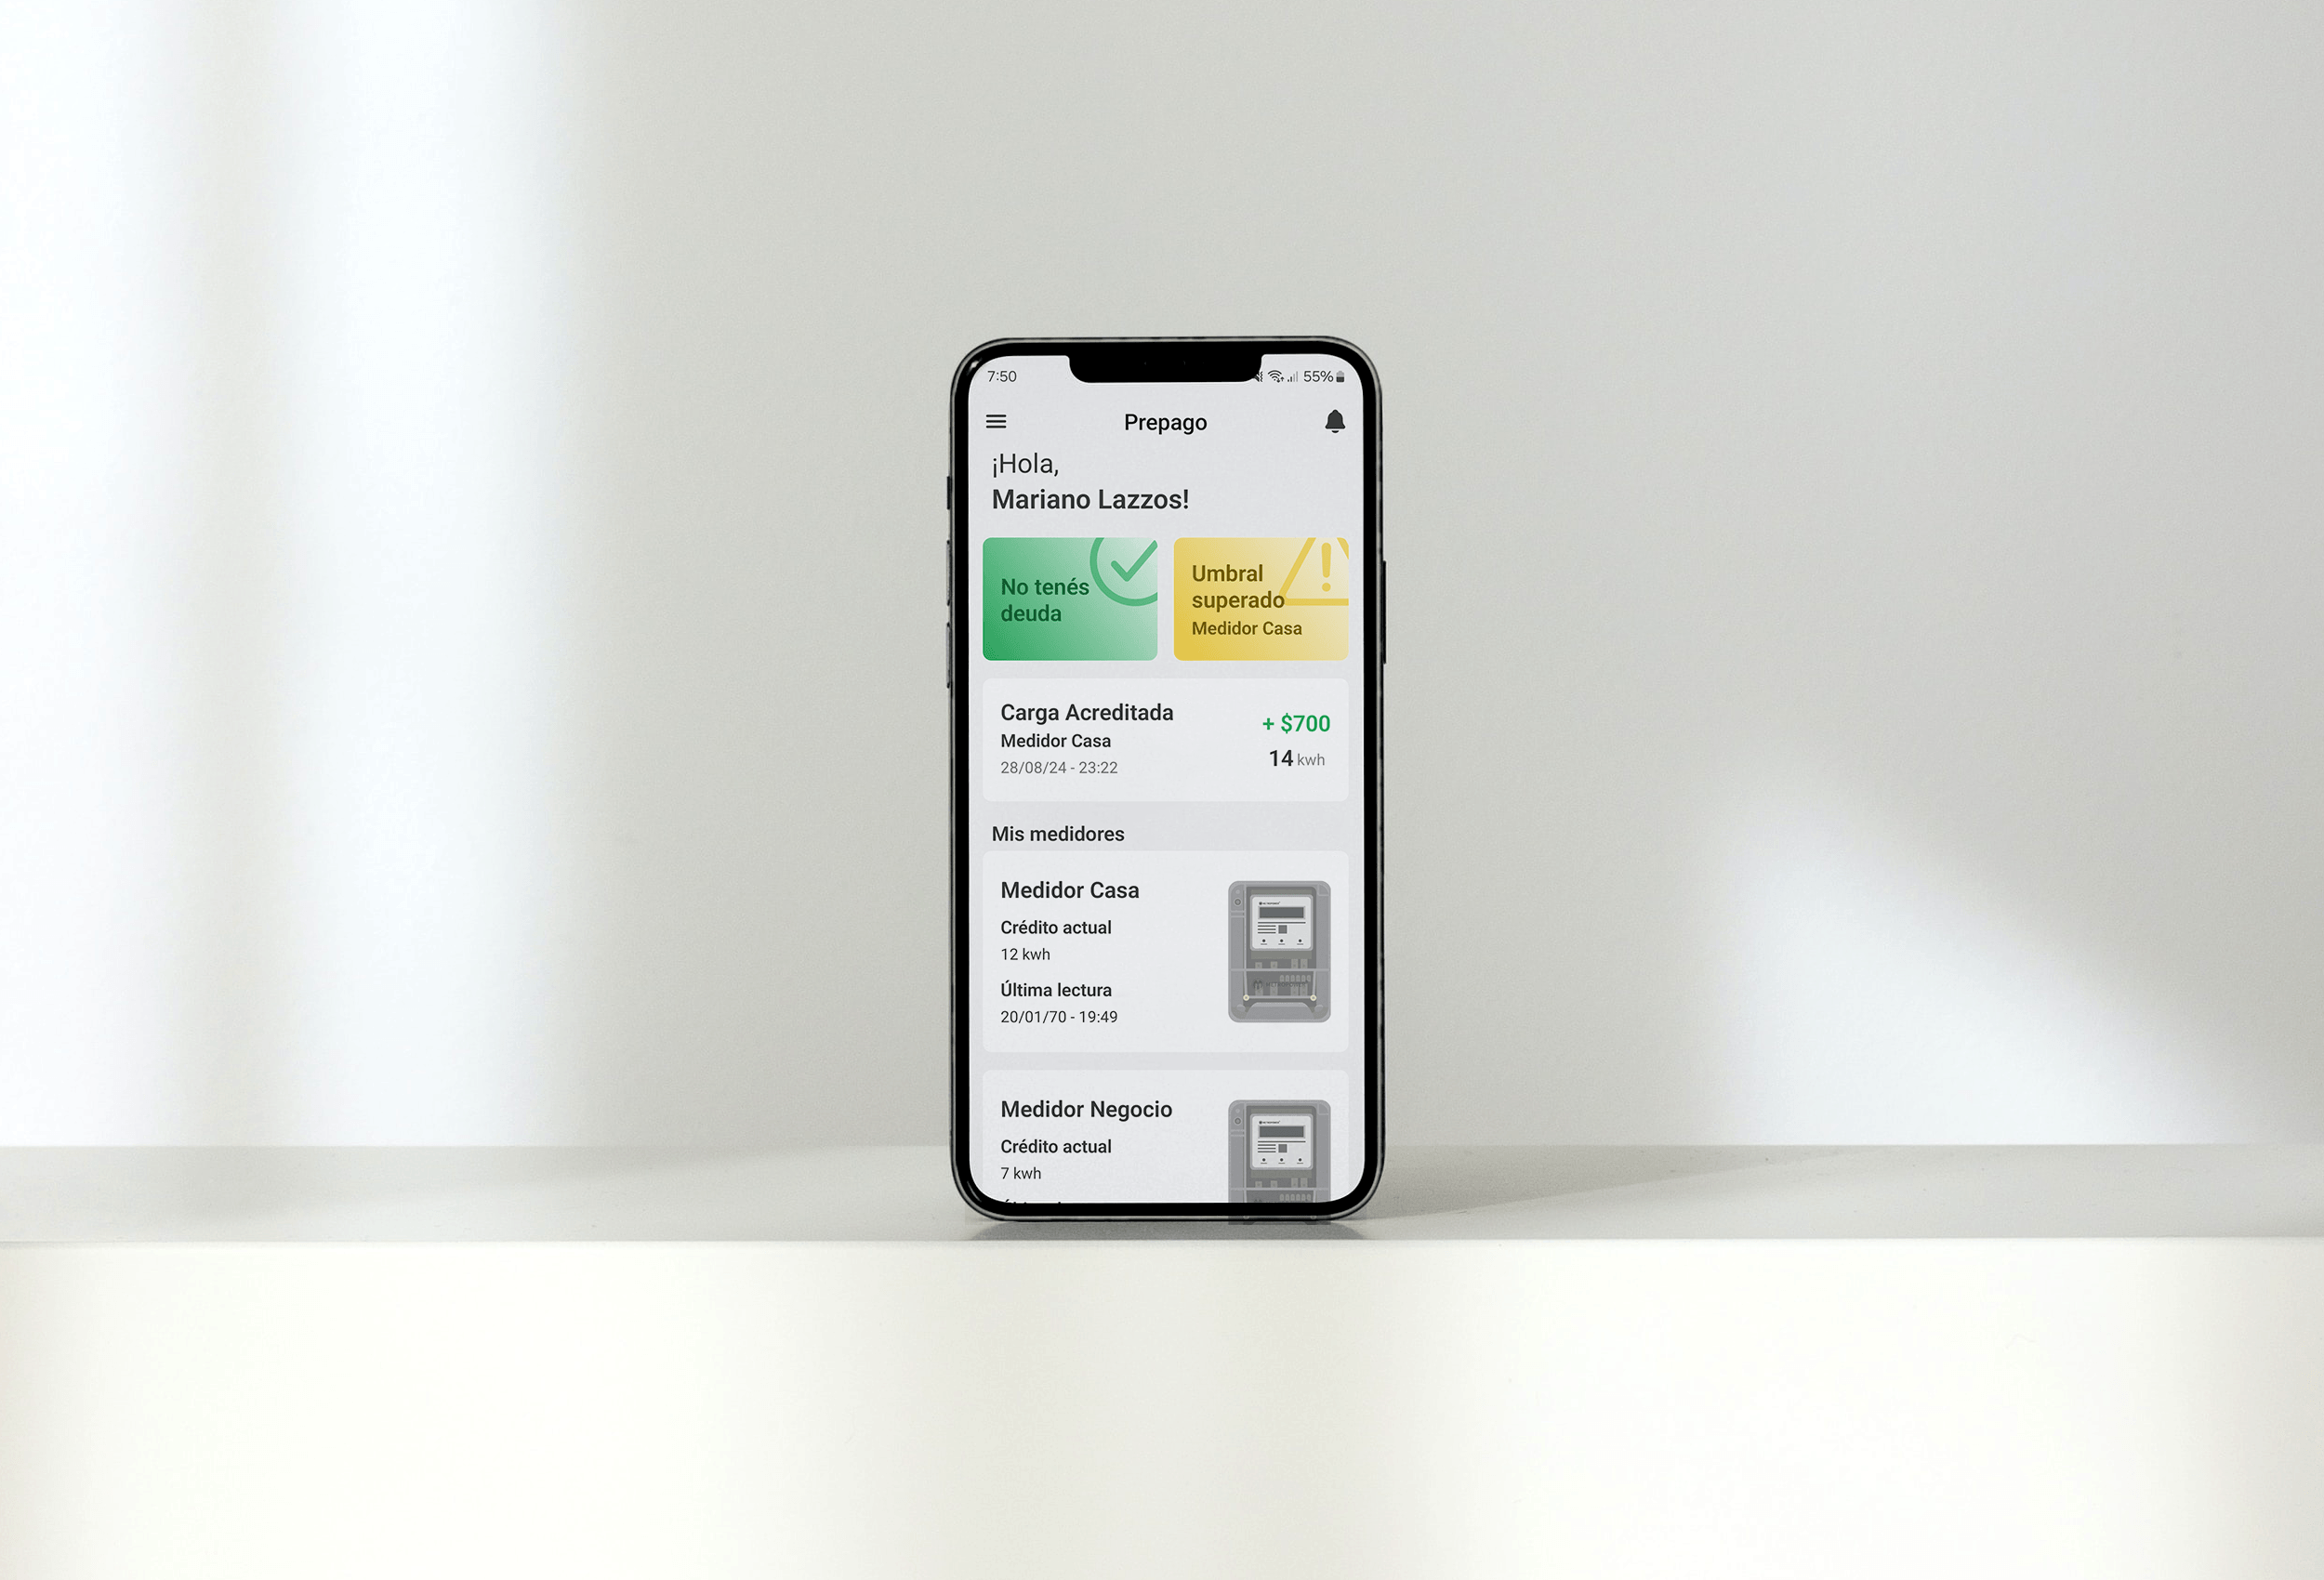 7:50
55%
Prepago
¡Hola,
Mariano Lazzos!
No tenés
deuda
Umbral
superado
Medidor Casa
Carga Acreditada
+ $700
Medidor Casa
14 kwh
28/08/24 - 23:22
Mis medidores
Medidor Casa
Crédito actual
12 kwh
Última lectura
20/01/70 - 19:49
Medidor Negocio
Crédito actual
7 kwh